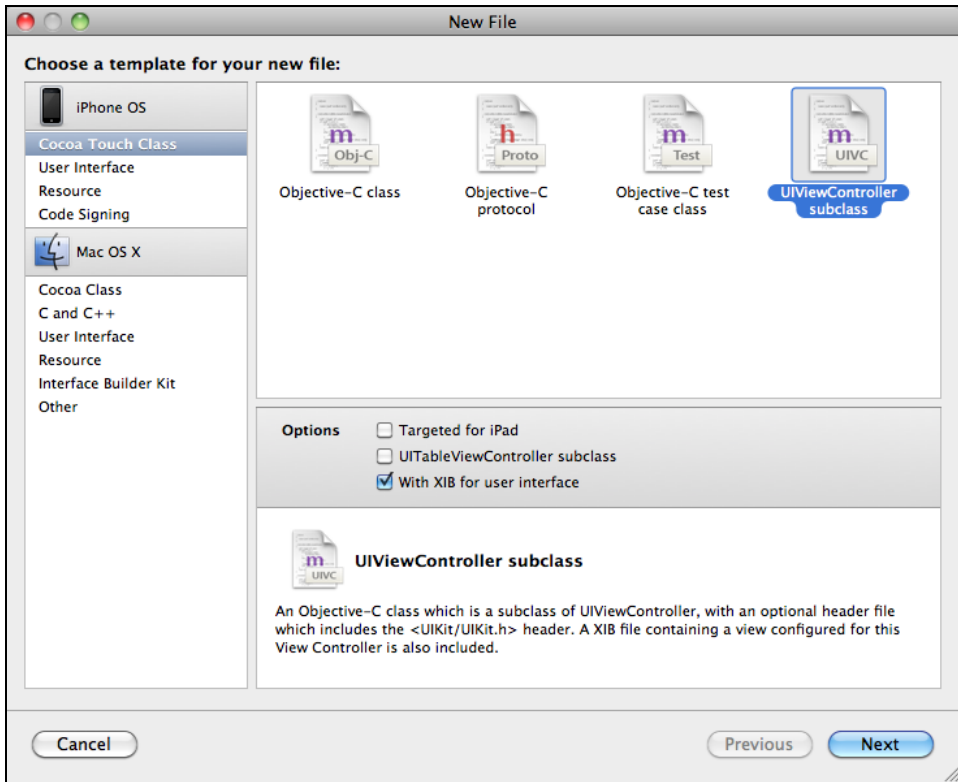 New File
Choose a template for your new file:
iPhone OS
Cocoa Touch Class
User Interface
Resource
Code Signing
Mac OS X
Cocoa Class
C and C++
User Interface
Resource
Interface Builder Kit
Other
m
Obj-C
Objective-C class
h
Proto
Objective-C
protocol
m
Test
Objective-C test
case class
m
UIVC
UIViewController
subclass
Options
Targeted for iPad
UITableViewController subclass
With XIB for user interface
m
UIVC
UIViewController subclass
An Objective-C class which is a subclass of UIViewController, with an optional header file
which includes the <UIKit/UIKit.h> header. A XIB file containing a view configured for this
View Controller is also included.
Cancel
Previous
Next